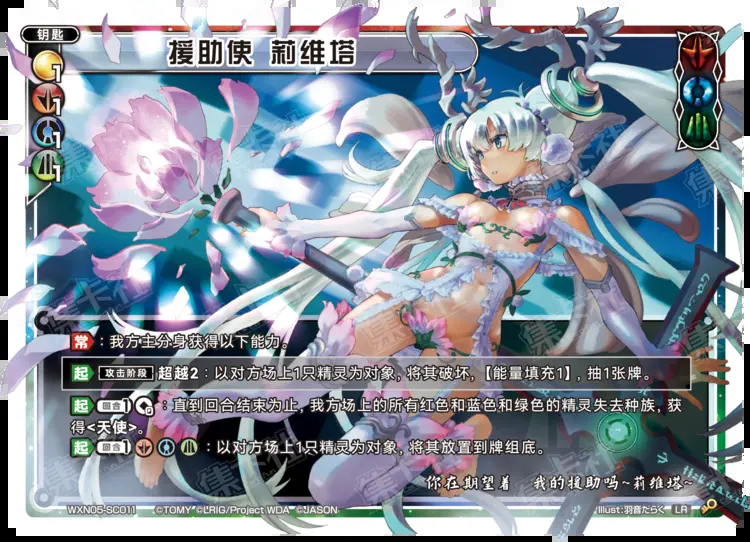 钥匙
援助使 莉维塔
1
1
1
1
常：我方主分身获得以下能力。
起 攻击阶段 超越2：以对方场上1只精灵为对象，将其破坏，【能量填充1】，抽1张牌。
起 回合1：直到回合结束为止，我方场上的所有红色和蓝色和绿色的精灵失去种族，获
得<天使>。
起 回合1：以对方场上1只精灵为对象，将其放置到牌组底。
你在期望着 我的援助吗~莉维塔~
WXN05-SC011 ©TOMY ©LRIG/Project WDA ©JASON Illust:羽音たらく LR
集卡社